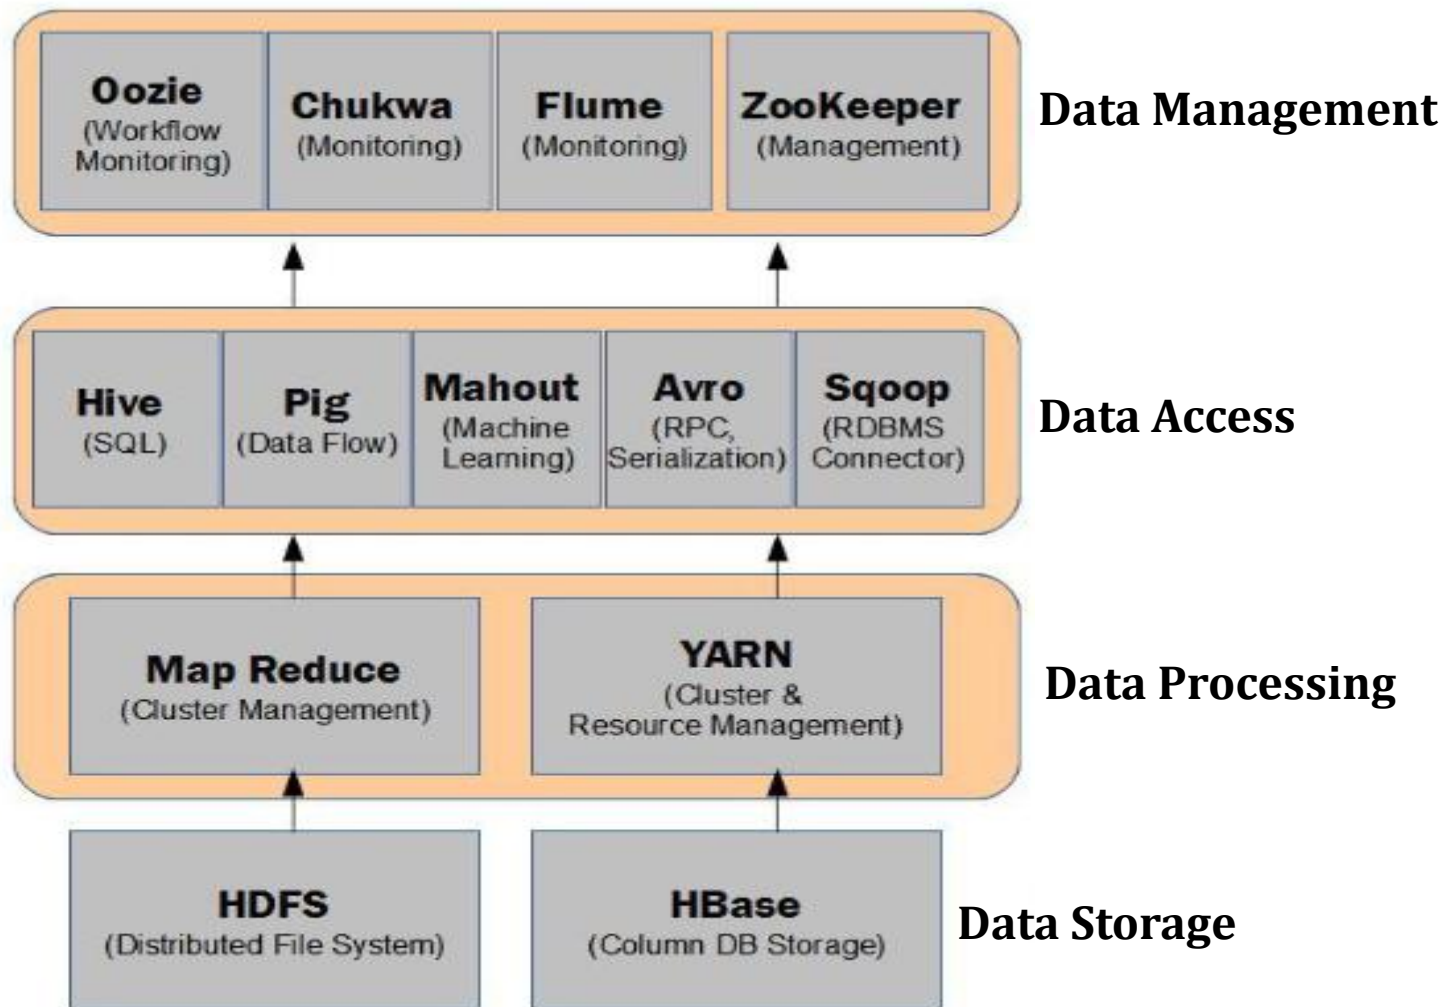 Oozie
(Workflow
Monitoring)
Chukwa
(Monitoring)
Flume
(Monitoring)
ZooKeeper
(Management)
Data Management
Hive
(SQL)
Pig
(Data Flow)
Mahout
(Machine
Learning)
Avro
(RPC,
Serialization)
Sqoop
(RDBMS
Connector)
Data Access
Map Reduce
(Cluster Management)
YARN
(Cluster &
Resource Management)
Data Processing
HDFS
(Distributed File System)
HBase
(Column DB Storage)
Data Storage